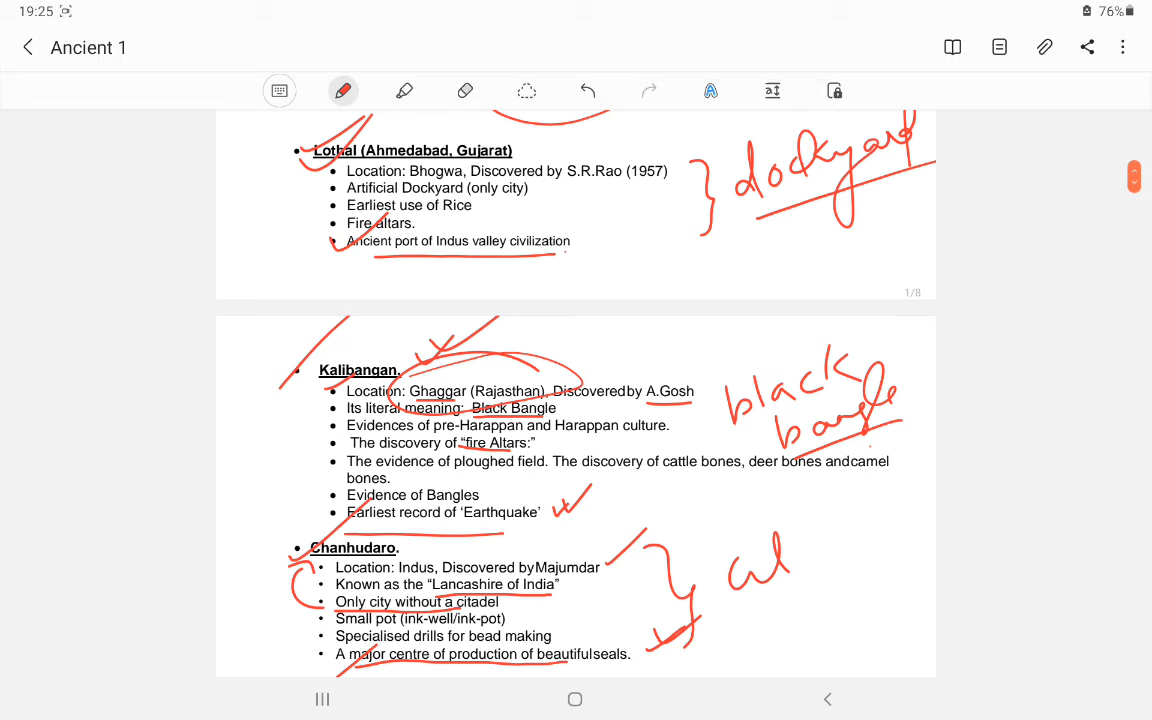 19:25
76%
Ancient 1
Lothal (Ahmedabad, Gujarat)
Location: Bhogwa, Discovered by S.R.Rao (1957)
Artificial Dockyard (only city)
Earliest use of Rice
Fire altars.
Ancient port of Indus valley civilization
dockyard
1/8
Kalibangan.
Location: Ghaggar (Rajasthan), Discovered by A.Gosh
Its literal meaning: Black Bangle
Evidences of pre-Harappan and Harappan culture.
The discovery of "fire Altars:"
The evidence of ploughed field. The discovery of cattle bones, deer bones andcamel
bones.
Evidence of Bangles
Earliest record of 'Earthquake'
black
bangle
Chanhudaro.
Location: Indus, Discovered byMajumdar
Known as the "Lancashire of India"
Only city without a citadel
Small pot (ink-well/ink-pot)
Specialised drills for bead making
A major centre of production of beautifulseals.